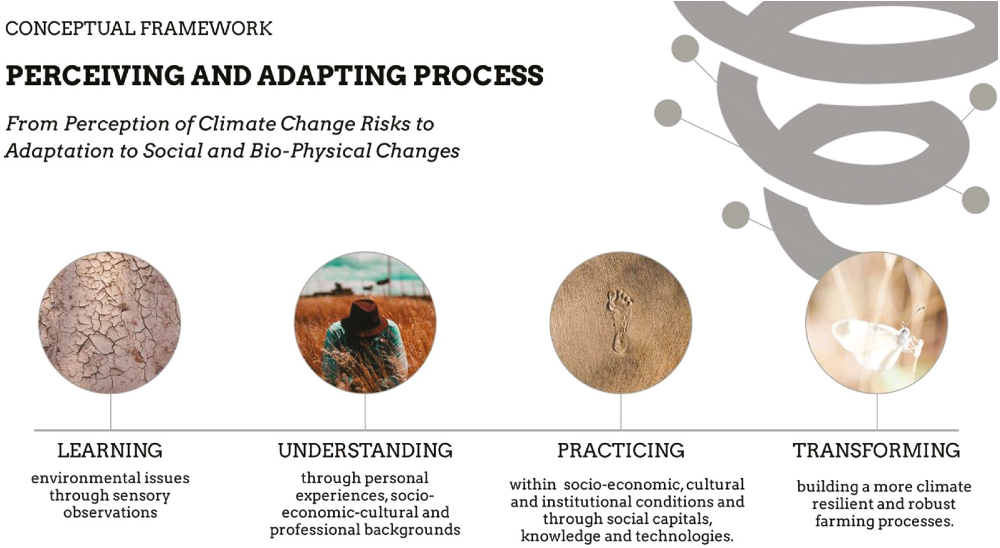 CONCEPTUAL FRAMEWORK
PERCEIVING AND ADAPTING PROCESS
From Perception of Climate Change Risks to
Adaptation to Social and Bio-Physical Changes
LEARNING
environmental issues
through sensory
observations
UNDERSTANDING
through personal
experiences, socio-
economic-cultural and
professional backgrounds
PRACTICING
within socio-economic, cultural
and institutional conditions and
through social capitals,
knowledge and technologies.
TRANSFORMING
building a more climate
resilient and robust
farming processes.